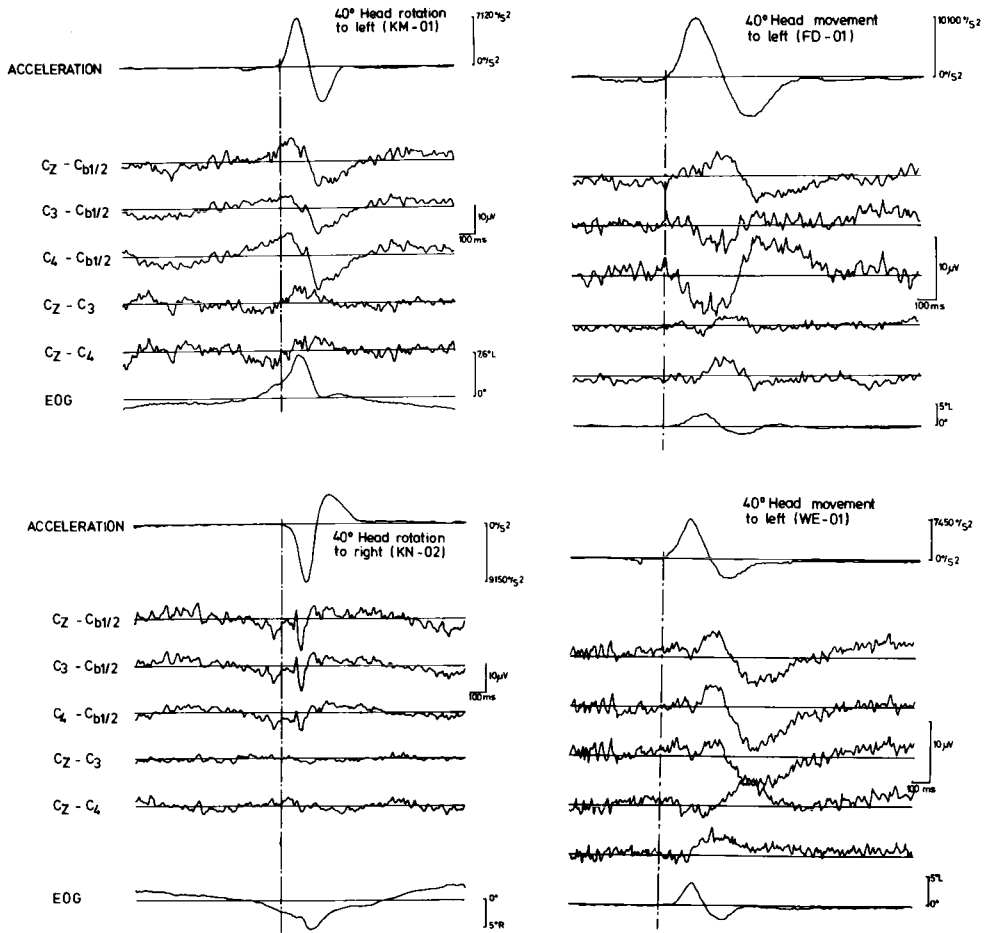 40° Head rotation
to left (KM-01)
7120°/S²
0°/S²
ACCELERATION
CZ - Cb1/2
C3 - Cb1/2
C4 - Cb1/2
CZ - C3
CZ - C4
EOG
10µV
100 ms
7.6°L
0°
40° Head movement
to left (FD-01)
10100°/S²
0°/S²
10µV
100 ms
5°L
0°
ACCELERATION
40° Head rotation
to right (KN-02)
0°/S²
9150°/S²
CZ - Cb1/2
C3 - Cb1/2
C4 - Cb1/2
CZ - C3
CZ - C4
EOG
10µV
100 ms
0°
5°R
40° Head movement
to left (WE-01)
7450°/S²
0°/S²
10µV
100 ms
5°L
0°